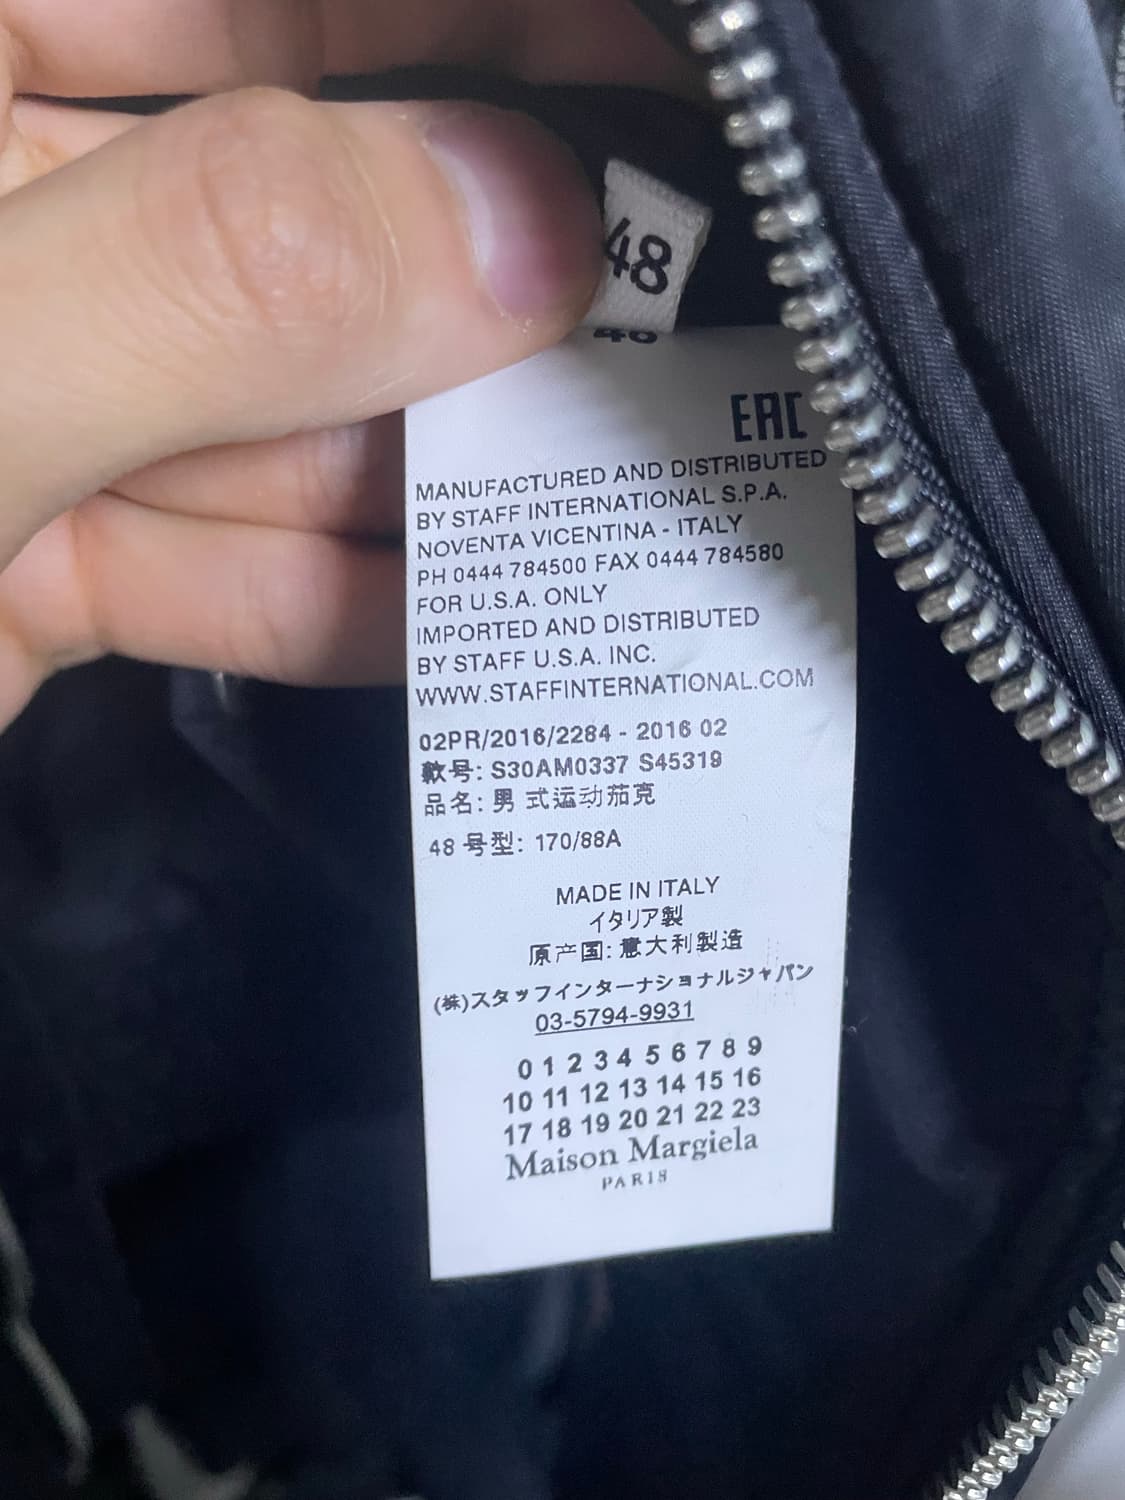 48
48
EAC
MANUFACTURED AND DISTRIBUTED
BY STAFF INTERNATIONAL S.P.A.
NOVENTA VICENTINA - ITALY
PH 0444 784500 FAX 0444 784580
FOR U.S.A. ONLY
IMPORTED AND DISTRIBUTED
BY STAFF U.S.A. INC.
WWW.STAFFINTERNATIONAL.COM
02PR/2016/2284 - 2016 02
款号: S30AM0337 S45319
品名: 男 式运动茄克
48 号型: 170/88A
MADE IN ITALY
イタリア製
原产国: 意大利製造
(株)スタッフインターナショナルジャパン
03-5794-9931
0 1 2 3 4 5 6 7 8 9
10 11 12 13 14 15 16
17 18 19 20 21 22 23
Maison Margiela
PARIS